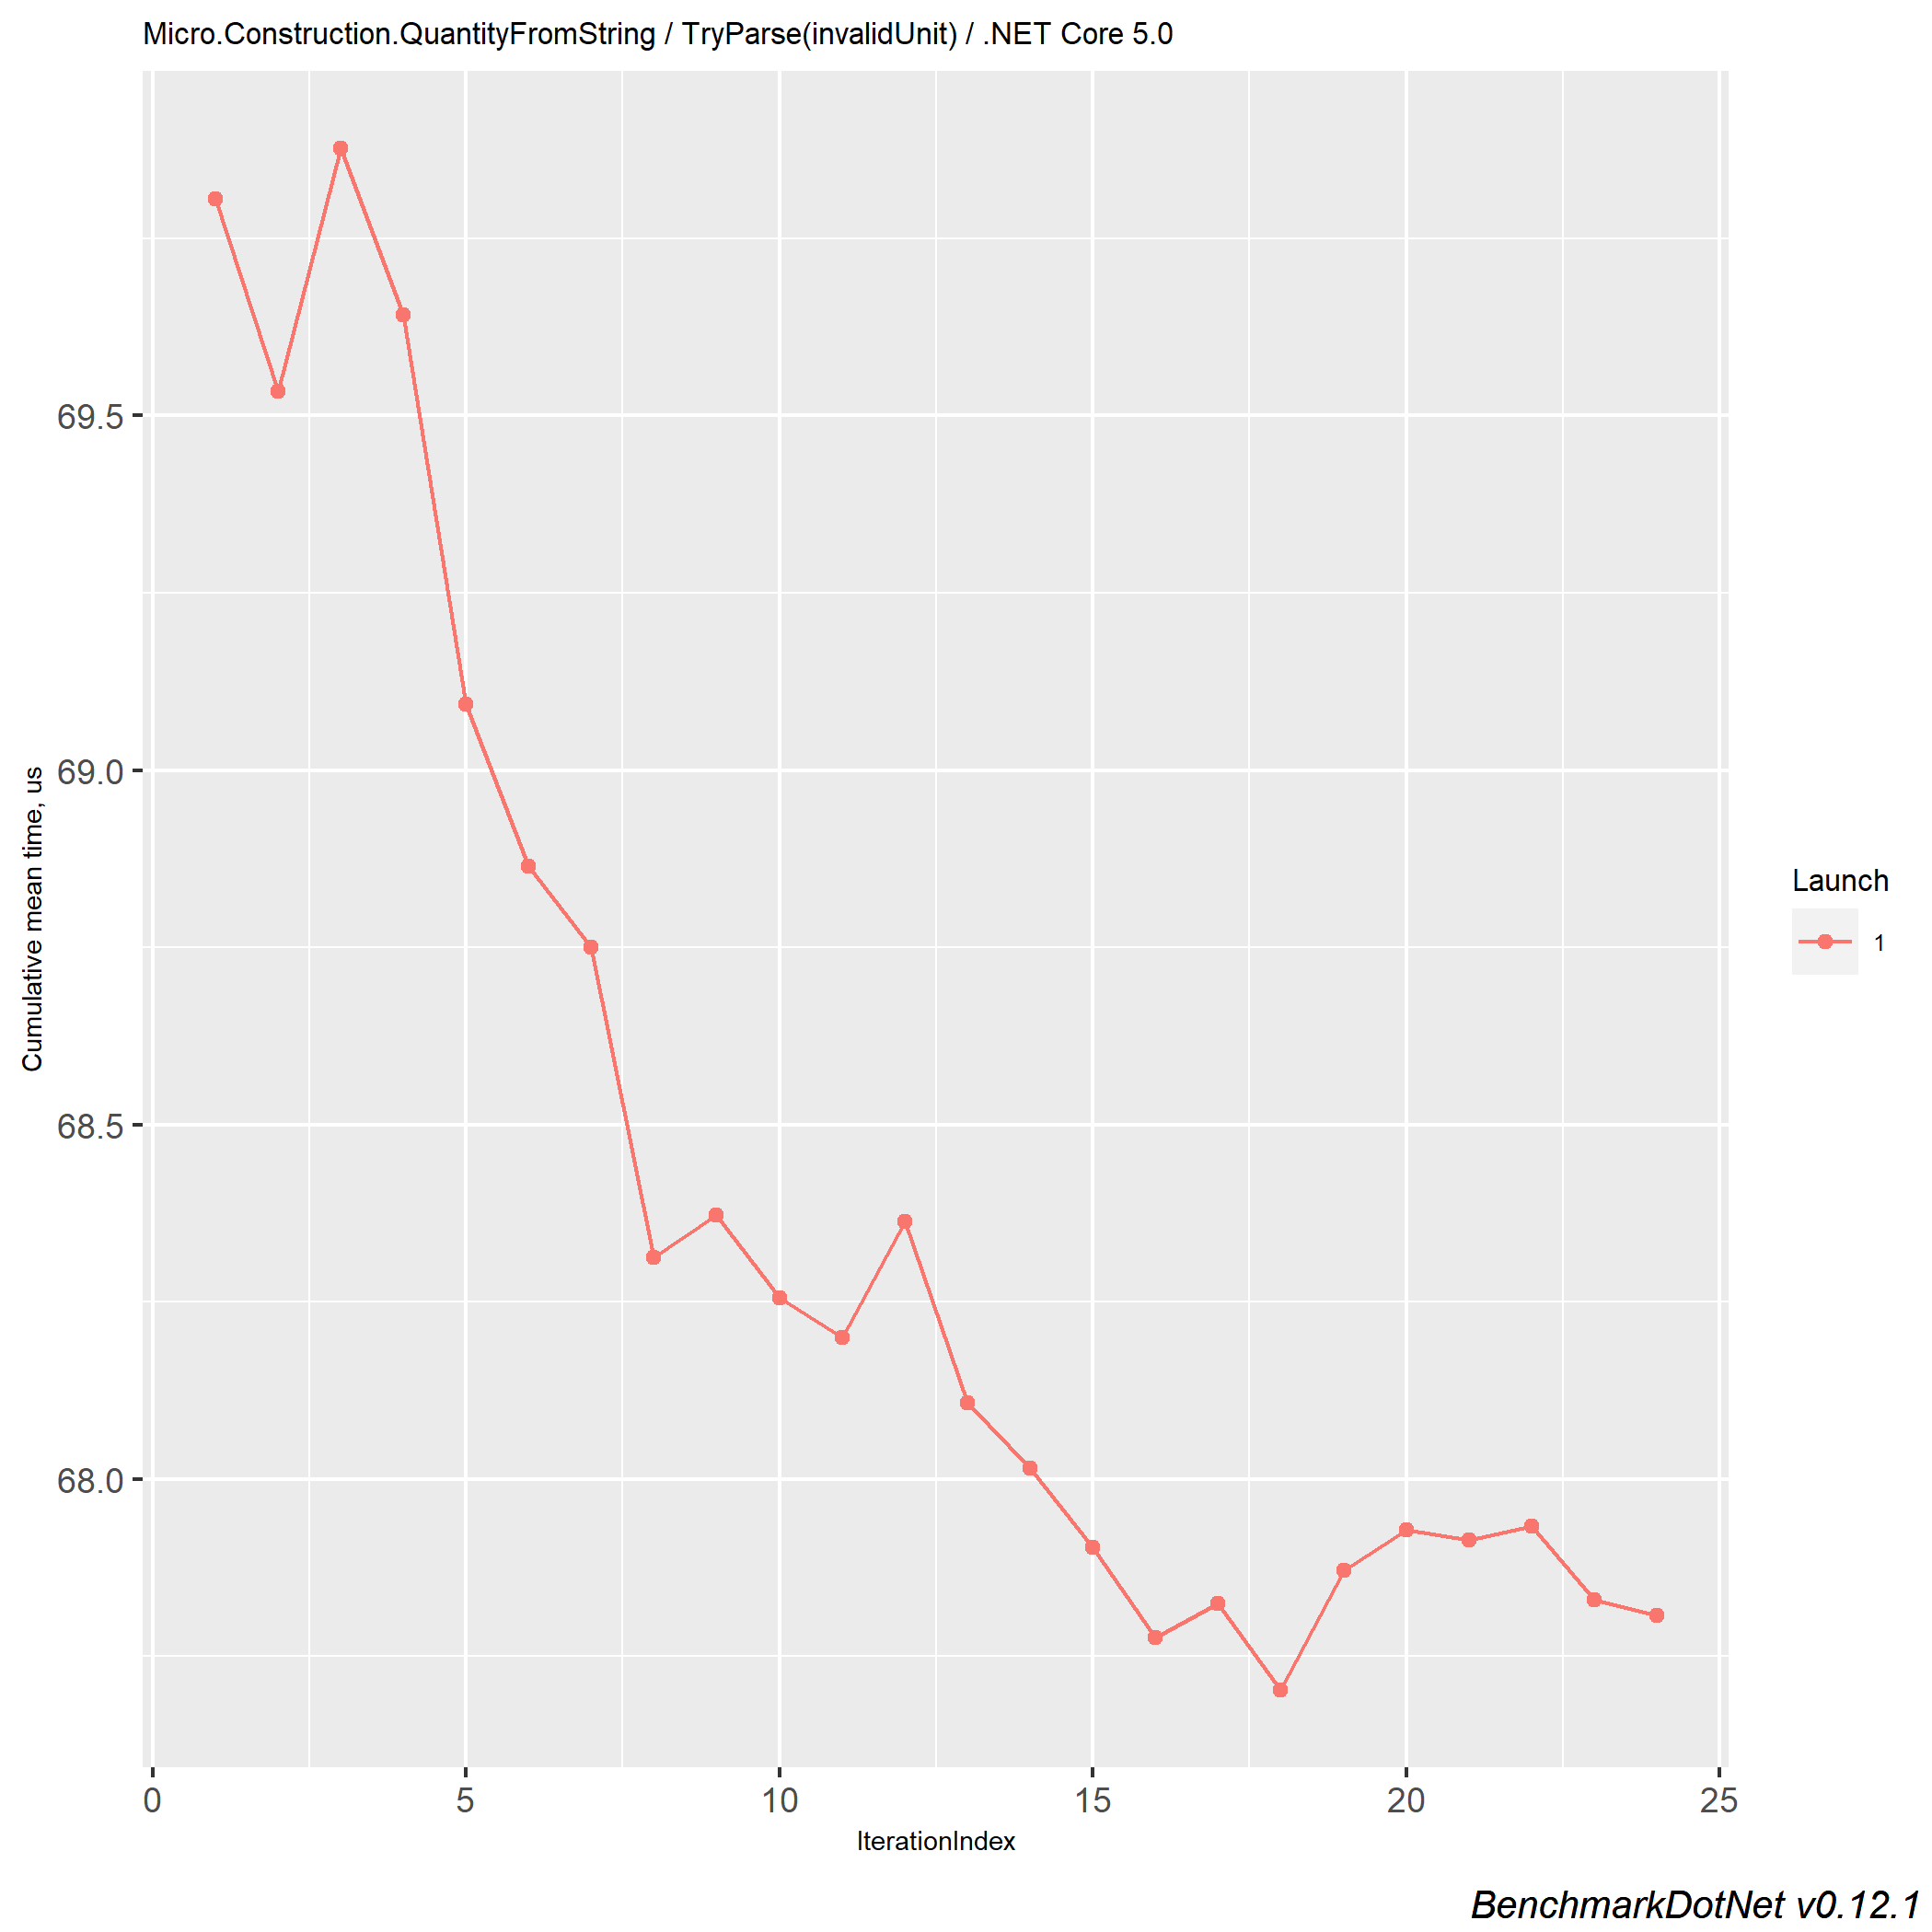 Micro.Construction.QuantityFromString / TryParse(invalidUnit) / .NET Core 5.0
Cumulative mean time, us
69.5
69.0
68.5
68.0
0 5 10 15 20 25
IterationIndex
Launch
1
BenchmarkDotNet v0.12.1